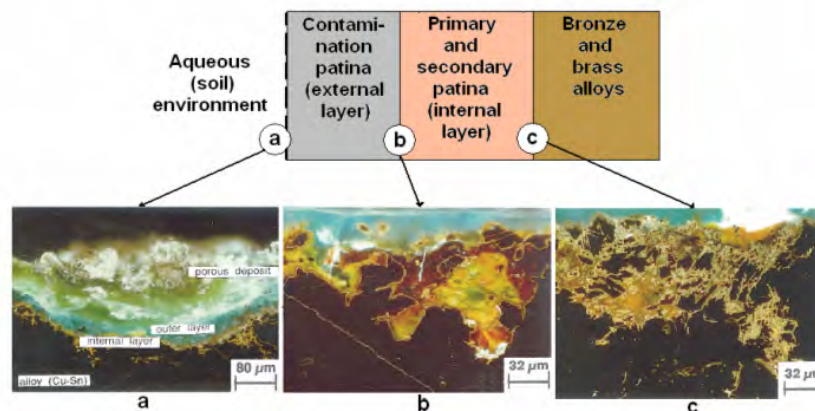 Aqueous
(soil)
environment
Contami-
nation
patina
(external
layer)
Primary
and
secondary
patina
(internal
layer)
Bronze
and
brass
alloys
a
b
c
porous deposit
outer layer
internal layer
alloy (Cu-Sn)
80 µm
32 µm
32 µm
a
b
c